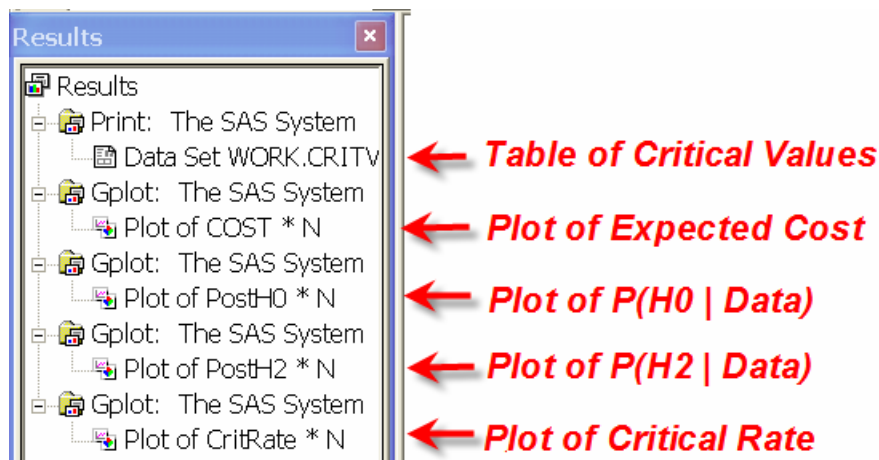 Results
Results
Print: The SAS System
Data Set WORK.CRITV
Table of Critical Values
Gplot: The SAS System
Plot of COST * N
Plot of Expected Cost
Gplot: The SAS System
Plot of PostH0 * N
Plot of P(H0 | Data)
Gplot: The SAS System
Plot of PostH2 * N
Plot of P(H2 | Data)
Gplot: The SAS System
Plot of CritRate * N
Plot of Critical Rate